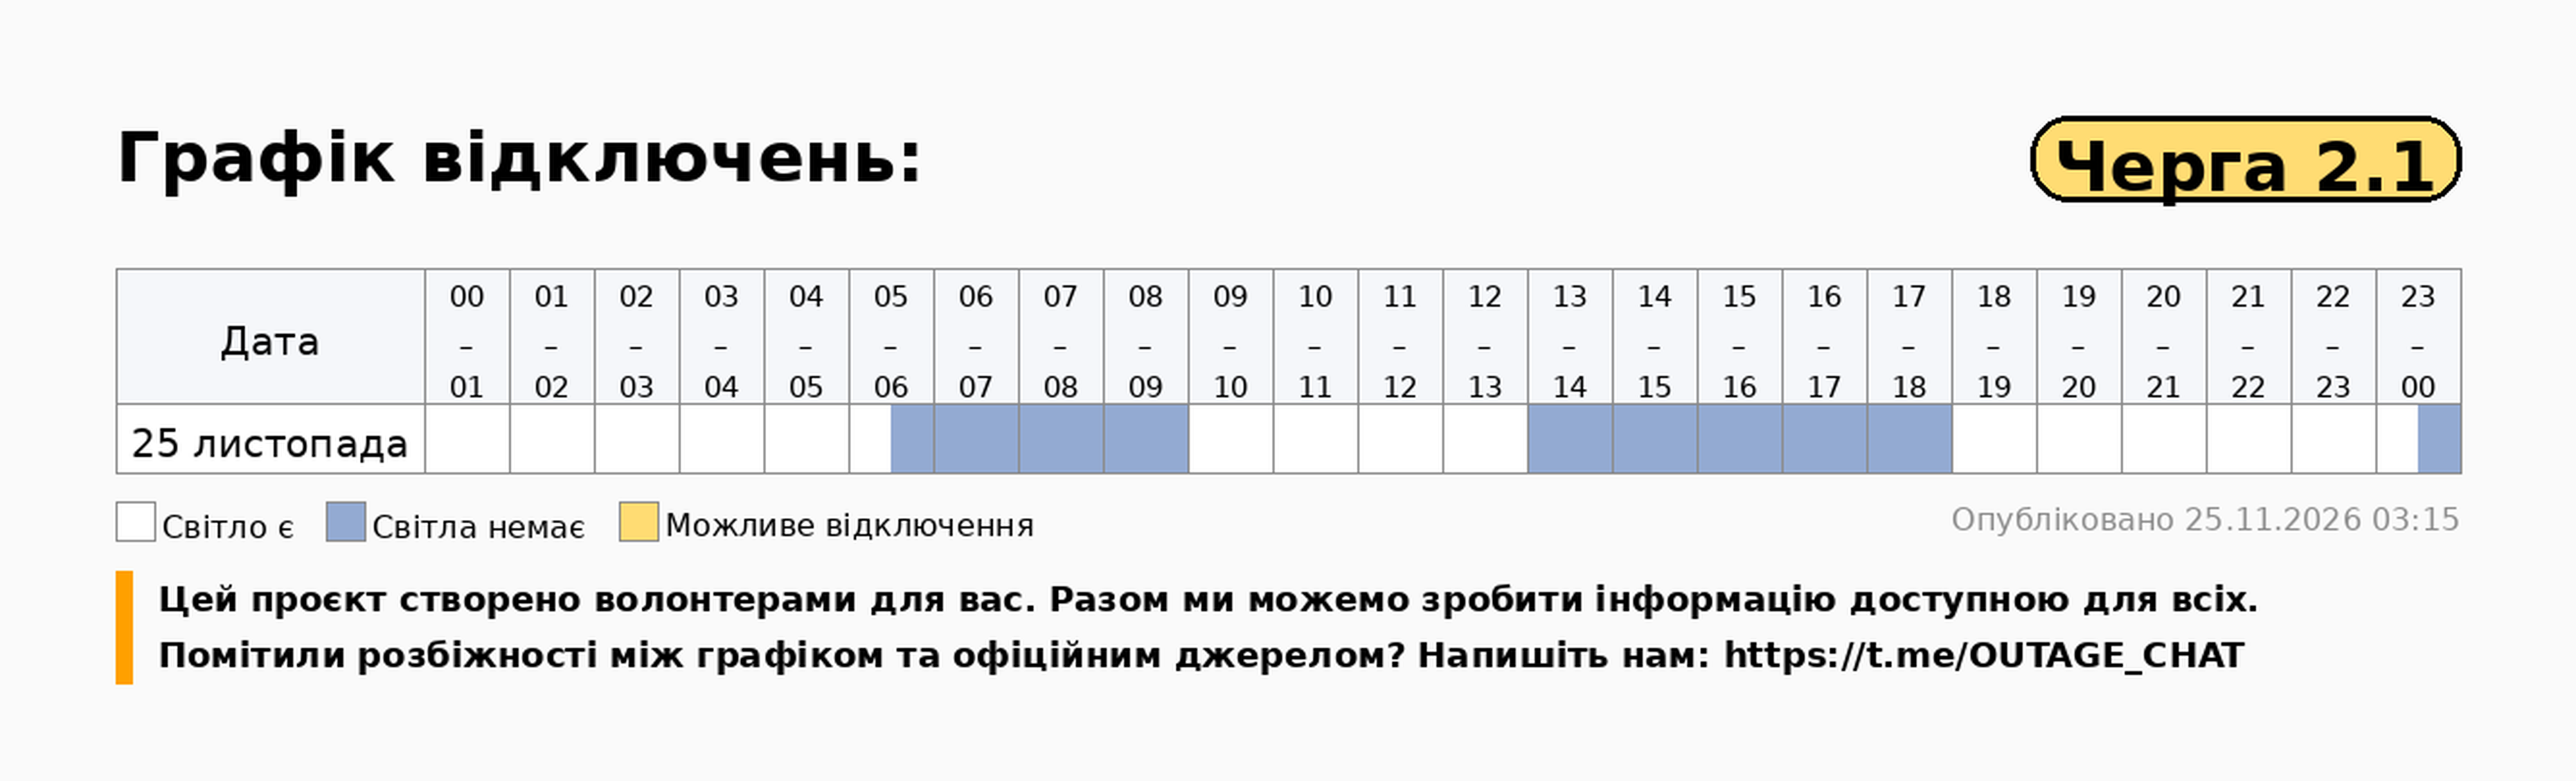 Графік відключень:
Черга 2.1
Дата
00 – 01
01 – 02
02 – 03
03 – 04
04 – 05
05 – 06
06 – 07
07 – 08
08 – 09
09 – 10
10 – 11
11 – 12
12 – 13
13 – 14
14 – 15
15 – 16
16 – 17
17 – 18
18 – 19
19 – 20
20 – 21
21 – 22
22 – 23
23 – 00
25 листопада
Світло є
Світла немає
Можливе відключення
Опубліковано 25.11.2026 03:15
Цей проєкт створено волонтерами для вас. Разом ми можемо зробити інформацію доступною для всіх.
Помітили розбіжності між графіком та офіційним джерелом? Напишіть нам: https://t.me/OUTAGE_CHAT